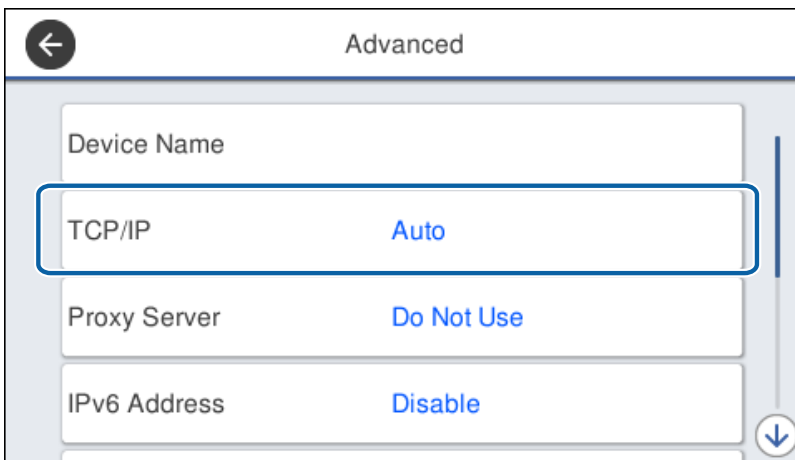 Advanced
Device Name
TCP/IP Auto
Proxy Server Do Not Use
IPv6 Address Disable